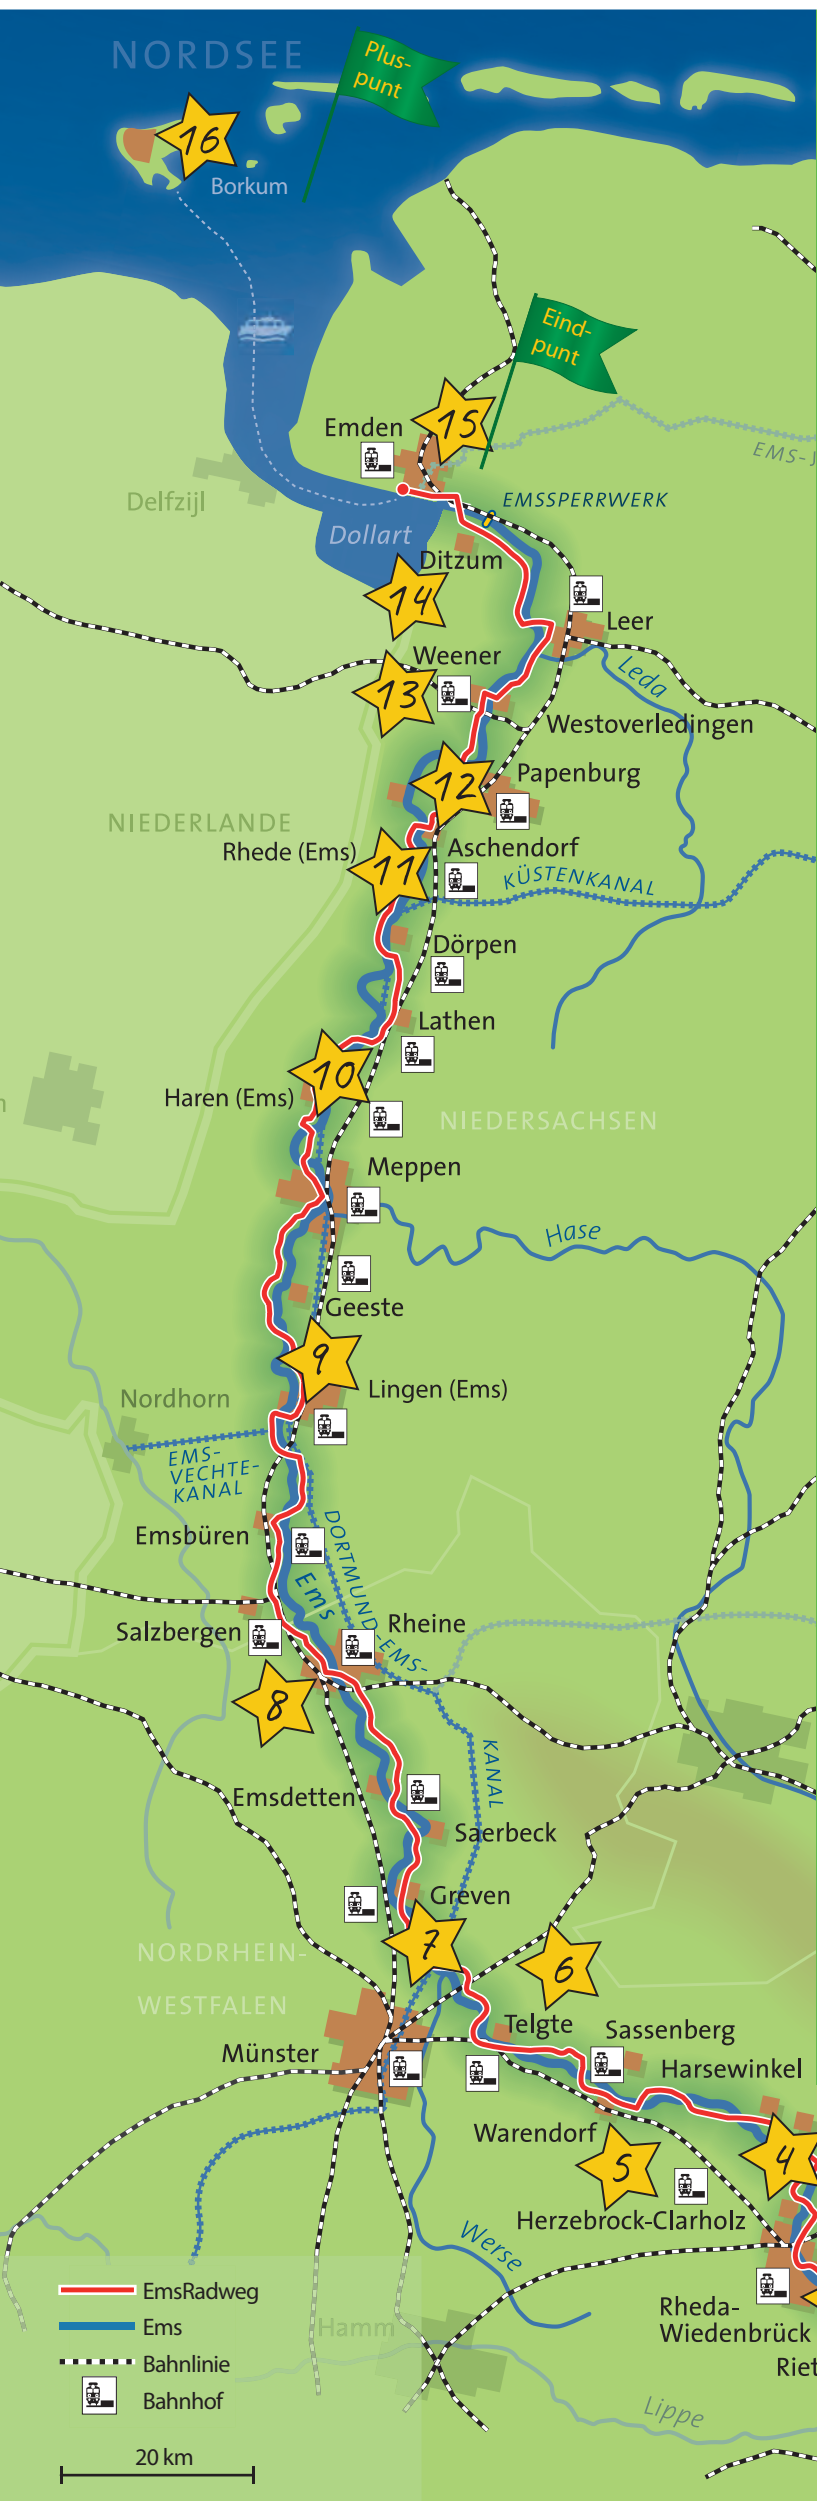 NORDSEE
Plus-
punt
16
Borkum
Eind-
punt
15
Emden
EMS-J
Delfzijl
EMSSPERRWERK
Dollart
Ditzum
14
Leer
Weener
Leda
13
Westoverledingen
12
Papenburg
NIEDERLANDE
Rhede (Ems)
Aschendorf
11
KÜSTENKANAL
Dörpen
Lathen
10
Haren (Ems)
n
NIEDERSACHSEN
Meppen
Hase
Geeste
9
Lingen (Ems)
Nordhorn
EMS-
VECHTE-
KANAL
Emsbüren
DORTMUND-EMS-
KANAL
Ems
Salzbergen
Rheine
8
Emsdetten
Saerbeck
Greven
7
NORDRHEIN-
WESTFALEN
6
Telgte
Sassenberg
Münster
Harsewinkel
Warendorf
5
4
Herzebrock-Clarholz
Werse
Rheda-
Wiedenbrück
Riet
Hamm
Lippe
EmsRadweg
Ems
Bahnlinie
Bahnhof
20 km